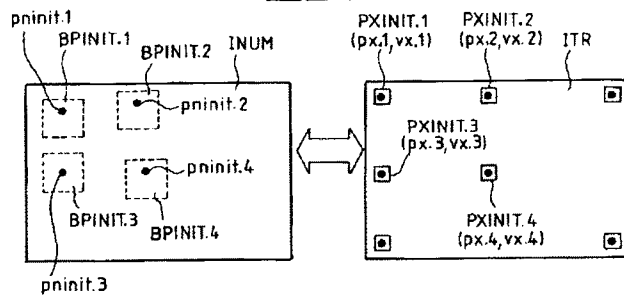 pninit.1
BPINIT.1
BPINIT.2
INUM
pninit.2
pninit.4
BPINIT.3
BPINIT.4
pninit.3
PXINIT.1
(px.1,vx.1)
PXINIT.2
(px.2,vx.2)
ITR
PXINIT.3
(px.3,vx.3)
PXINIT.4
(px.4,vx.4)